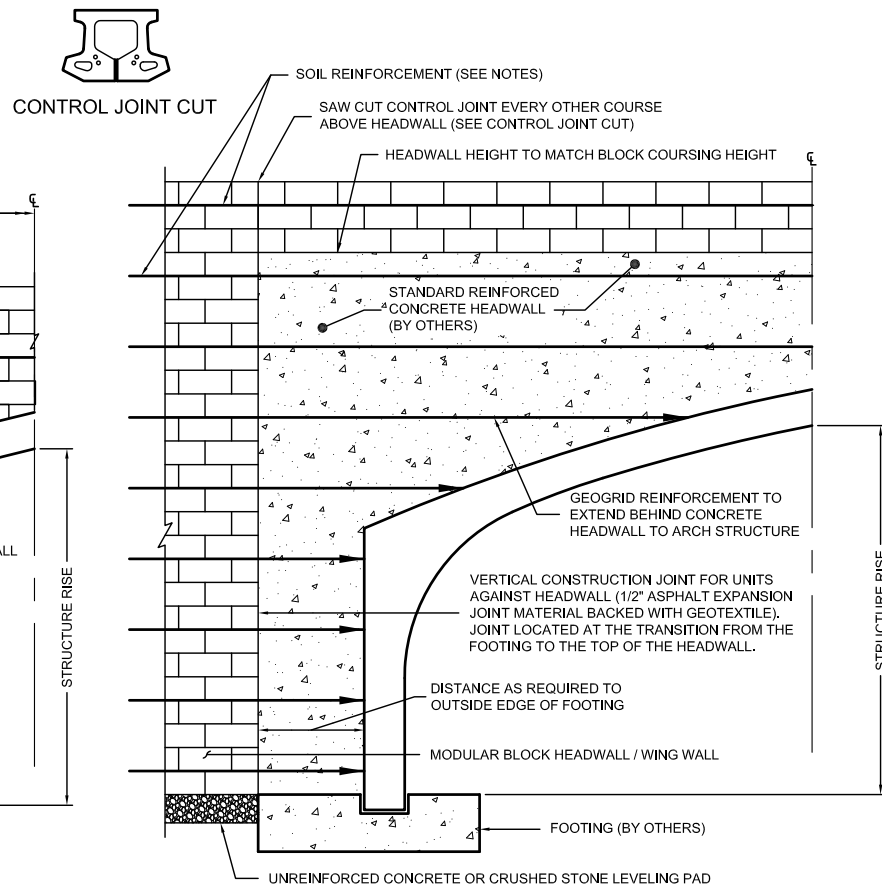 CONTROL JOINT CUT
SOIL REINFORCEMENT (SEE NOTES)
SAW CUT CONTROL JOINT EVERY OTHER COURSE
ABOVE HEADWALL (SEE CONTROL JOINT CUT)
HEADWALL HEIGHT TO MATCH BLOCK COURSING HEIGHT
℄
℄
STANDARD REINFORCED
CONCRETE HEADWALL
(BY OTHERS)
GEOGRID REINFORCEMENT TO
EXTEND BEHIND CONCRETE
HEADWALL TO ARCH STRUCTURE
ALL
STRUCTURE RISE
VERTICAL CONSTRUCTION JOINT FOR UNITS
AGAINST HEADWALL (1/2" ASPHALT EXPANSION
JOINT MATERIAL BACKED WITH GEOTEXTILE).
JOINT LOCATED AT THE TRANSITION FROM THE
FOOTING TO THE TOP OF THE HEADWALL.
STRUCTURE RISE
DISTANCE AS REQUIRED TO
OUTSIDE EDGE OF FOOTING
MODULAR BLOCK HEADWALL / WING WALL
FOOTING (BY OTHERS)
UNREINFORCED CONCRETE OR CRUSHED STONE LEVELING PAD